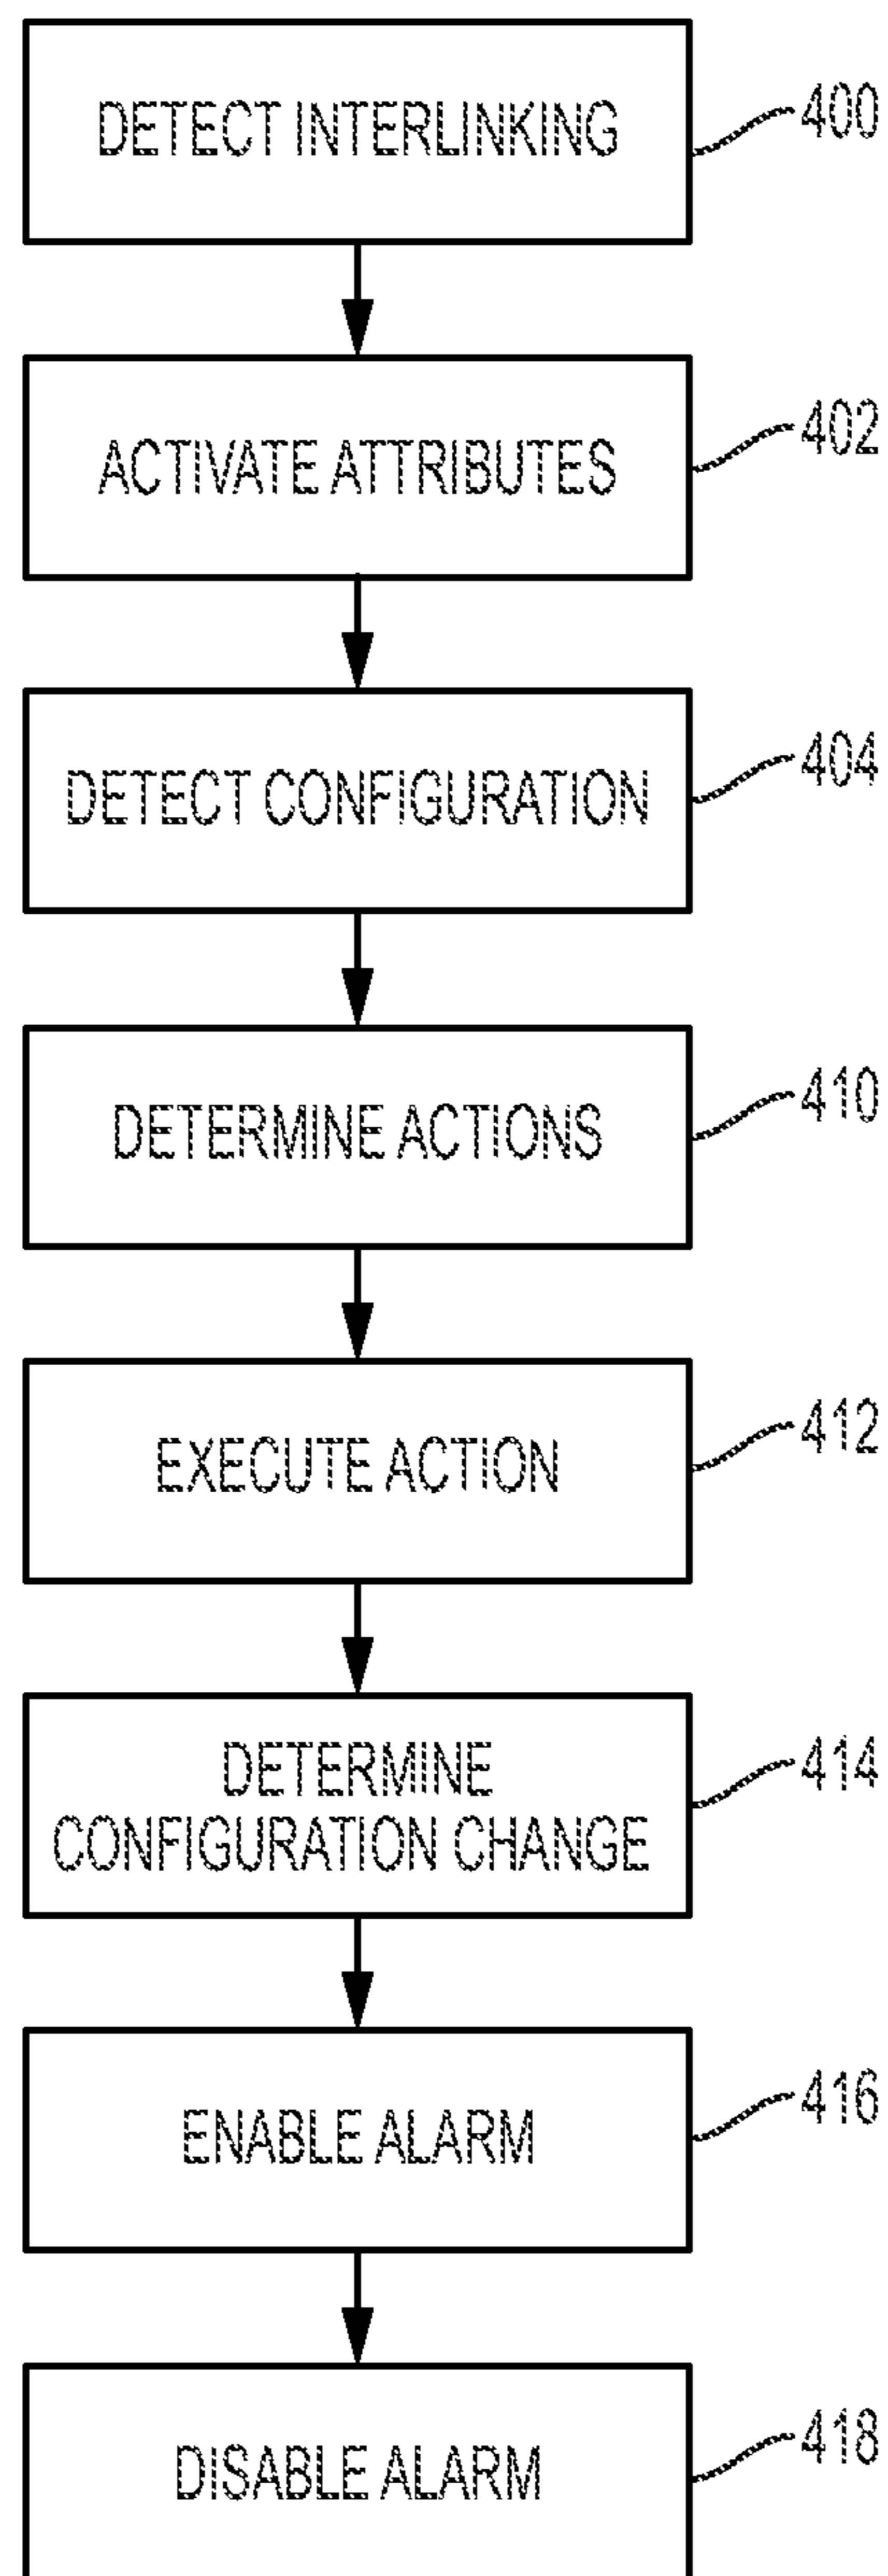 DETECT INTERLINKING 400
ACTIVATE ATTRIBUTES 402
DETECT CONFIGURATION 404
DETERMINE ACTIONS 410
EXECUTE ACTION 412
DETERMINE
CONFIGURATION CHANGE 414
ENABLE ALARM 416
DISABLE ALARM 418